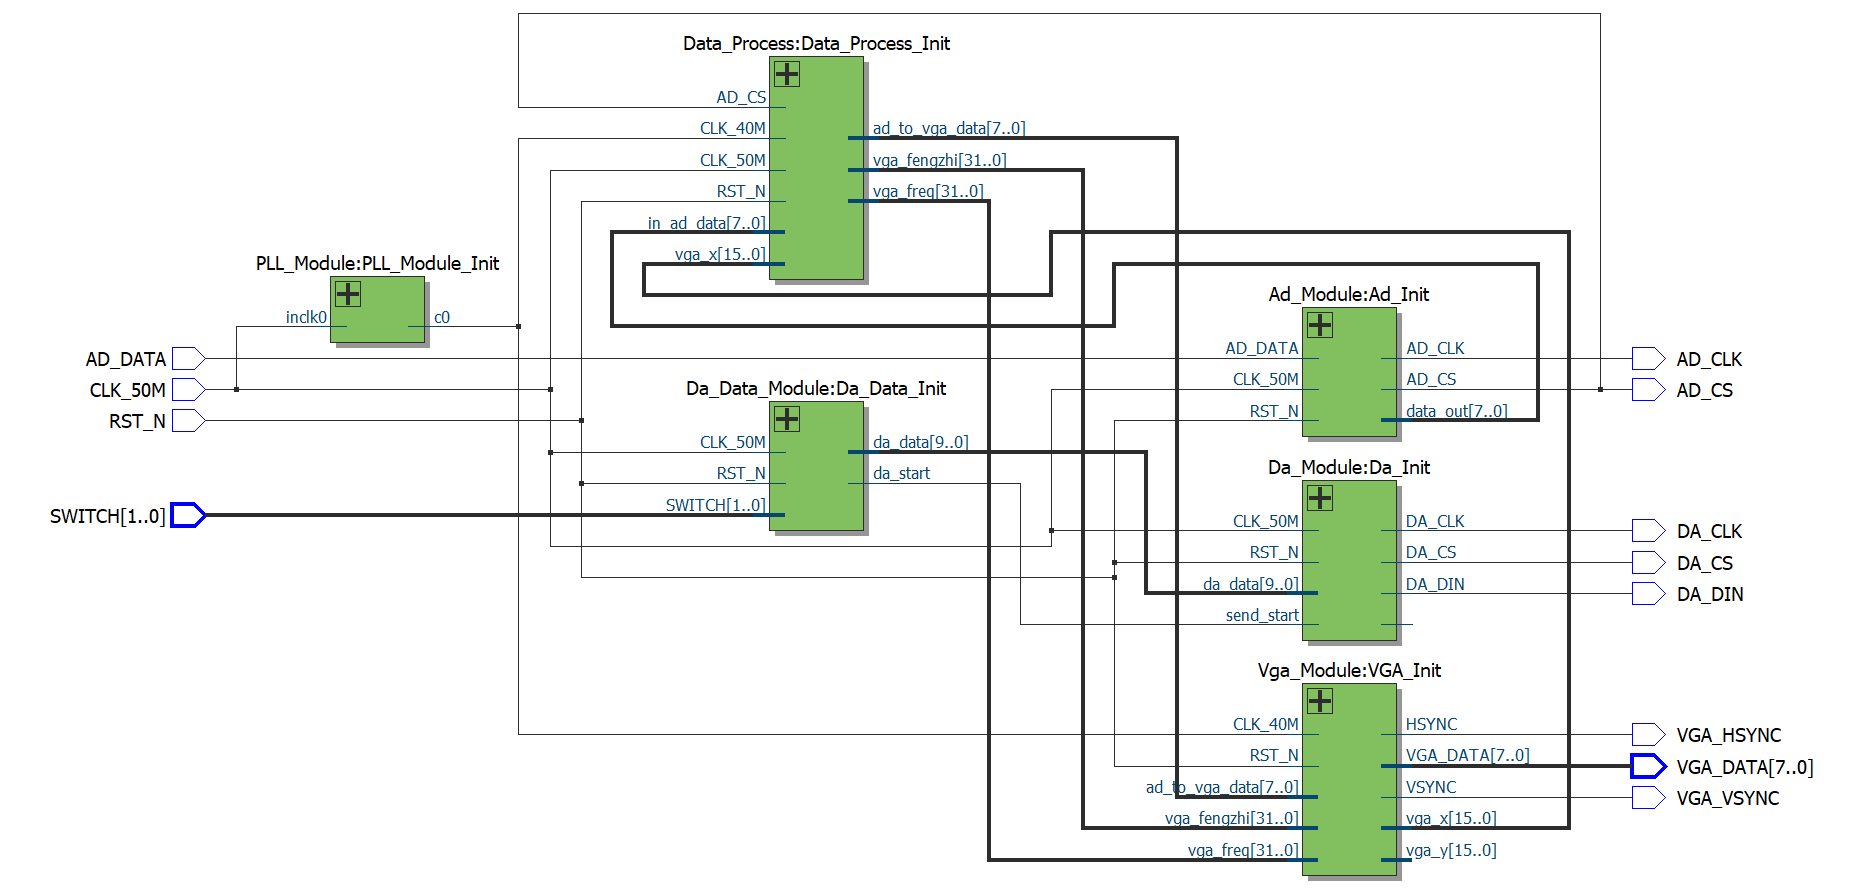 Data_Process:Data_Process_Init
AD_CS
CLK_40M
CLK_50M
RST_N
in_ad_data[7..0]
vga_x[15..0]
ad_to_vga_data[7..0]
vga_fengzhi[31..0]
vga_freq[31..0]
PLL_Module:PLL_Module_Init
inclk0
c0
AD_DATA
CLK_50M
RST_N
SWITCH[1..0]
Da_Data_Module:Da_Data_Init
CLK_50M
RST_N
SWITCH[1..0]
da_data[9..0]
da_start
Ad_Module:Ad_Init
AD_DATA
CLK_50M
RST_N
AD_CLK
AD_CS
data_out[7..0]
AD_CLK
AD_CS
Da_Module:Da_Init
CLK_50M
RST_N
da_data[9..0]
send_start
DA_CLK
DA_CS
DA_DIN
DA_CLK
DA_CS
DA_DIN
Vga_Module:VGA_Init
CLK_40M
RST_N
ad_to_vga_data[7..0]
vga_fengzhi[31..0]
vga_freq[31..0]
HSYNC
VGA_DATA[7..0]
VSYNC
vga_x[15..0]
vga_y[15..0]
VGA_HSYNC
VGA_DATA[7..0]
VGA_VSYNC